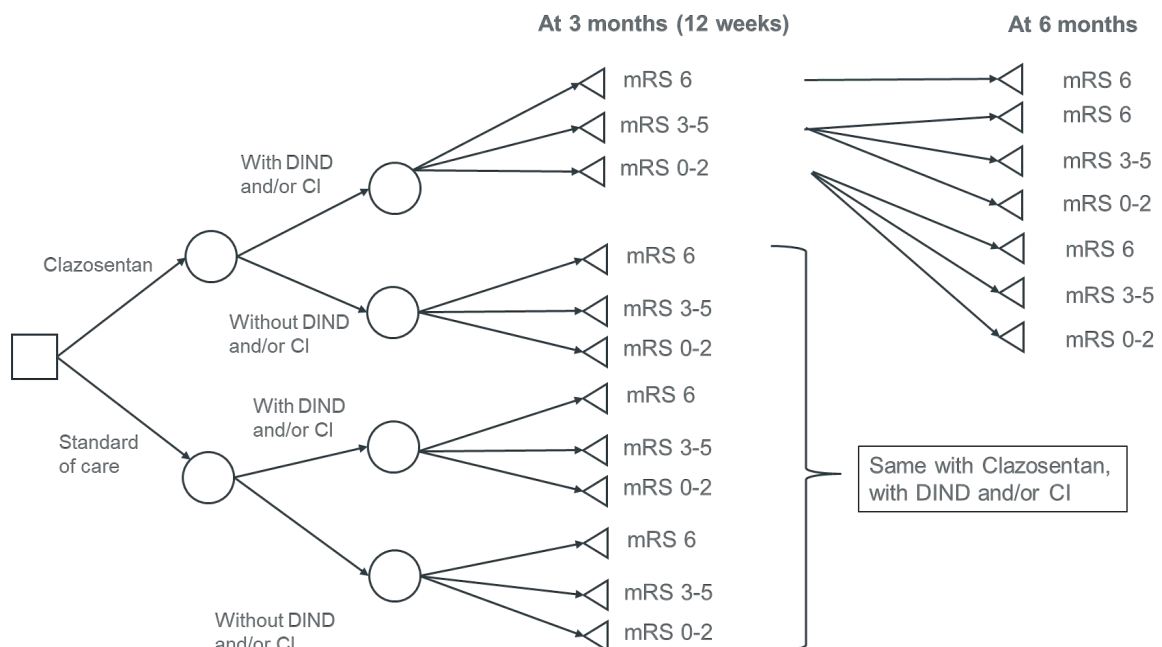 At 3 months (12 weeks)
At 6 months
mRS 6
mRS 3-5
mRS 0-2
mRS 6
mRS 6
mRS 3-5
mRS 0-2
mRS 6
mRS 3-5
mRS 0-2
With DIND
and/or CI
Clazosentan
Without DIND
and/or CI
mRS 6
mRS 3-5
mRS 0-2
With DIND
and/or CI
Standard
of care
mRS 6
mRS 3-5
mRS 0-2
Same with Clazosentan,
with DIND and/or CI
Without DIND
and/or CI
mRS 6
mRS 3-5
mRS 0-2